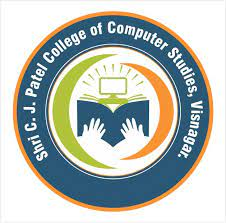 Shri C. J. Patel College of Computer Studies, Visnagar.